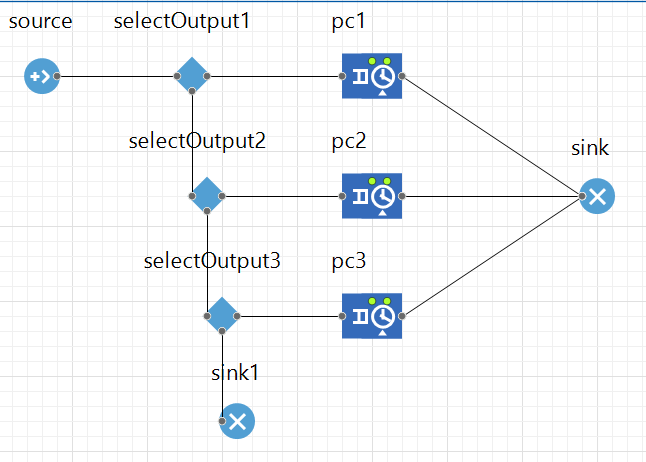 source
selectOutput1
pc1
selectOutput2
pc2
sink
selectOutput3
pc3
sink1